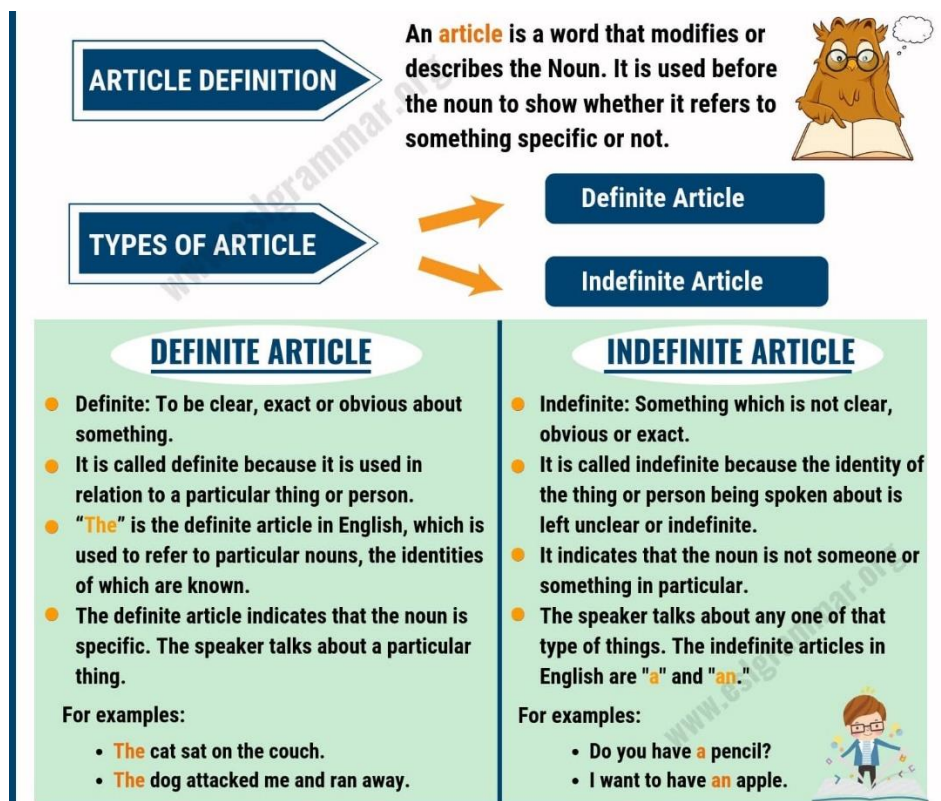 ARTICLE DEFINITION
An article is a word that modifies or
describes the Noun. It is used before
the noun to show whether it refers to
something specific or not.
TYPES OF ARTICLE
Definite Article
Indefinite Article
DEFINITE ARTICLE
Definite: To be clear, exact or obvious about
something.
It is called definite because it is used in
relation to a particular thing or person.
“The” is the definite article in English, which is
used to refer to particular nouns, the identities
of which are known.
The definite article indicates that the noun is
specific. The speaker talks about a particular
thing.
For examples:
The cat sat on the couch.
The dog attacked me and ran away.
INDEFINITE ARTICLE
Indefinite: Something which is not clear,
obvious or exact.
It is called indefinite because the identity of
the thing or person being spoken about is
left unclear or indefinite.
It indicates that the noun is not someone or
something in particular.
The speaker talks about any one of that
type of things. The indefinite articles in
English are "a" and "an."
For examples:
Do you have a pencil?
I want to have an apple.
www.eslgrammar.org
www.eslgrammar.org